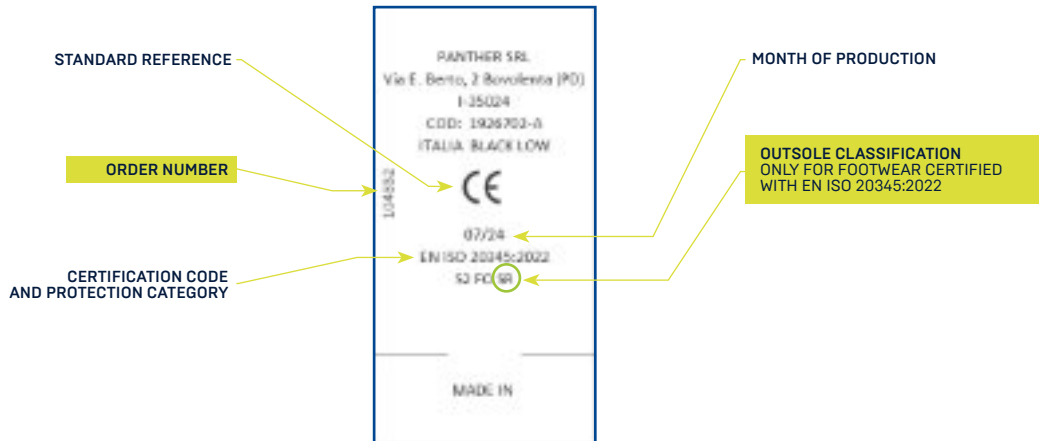 STANDARD REFERENCE
ORDER NUMBER
CERTIFICATION CODE
AND PROTECTION CATEGORY
PANTHER SRL
Via E. Berto, 2 Bovolenta (PD)
I-35024
COD: 1926702-A
ITALIA BLACK LOW
104852
CE
07/24
EN ISO 20345:2022
S2 FO SR
MADE IN
MONTH OF PRODUCTION
OUTSOLE CLASSIFICATION
ONLY FOR FOOTWEAR CERTIFIED
WITH EN ISO 20345:2022